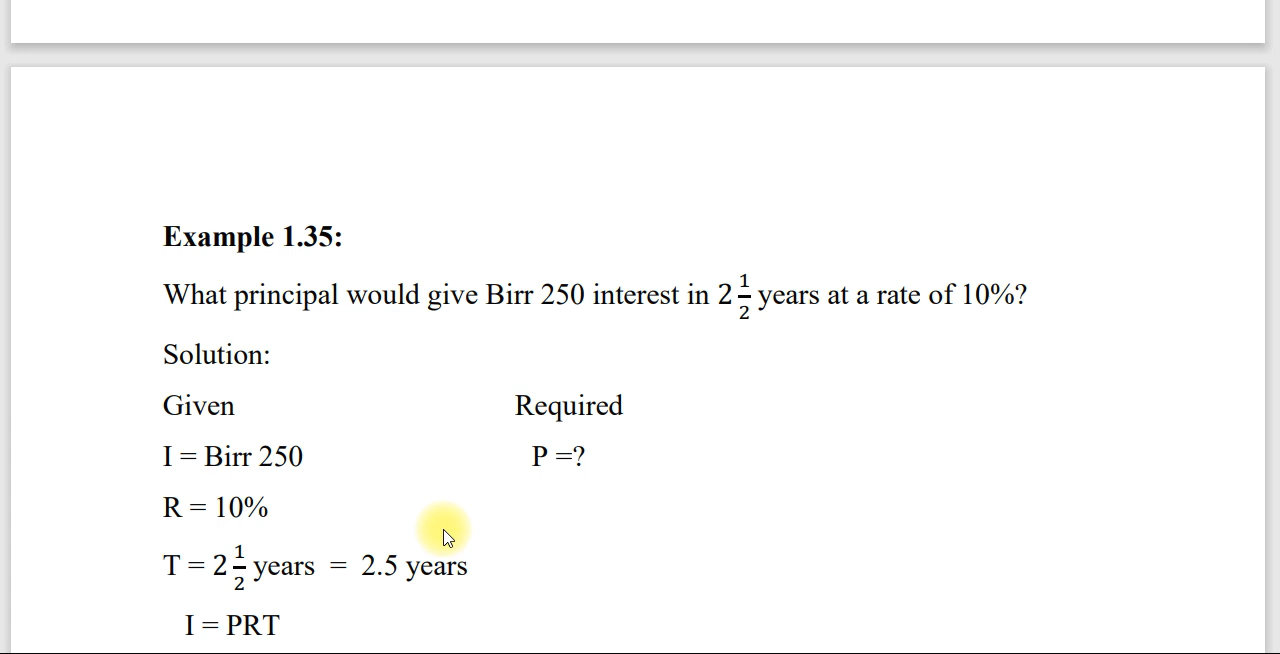 Example 1.35:
What principal would give Birr 250 interest in 2 1/2 years at a rate of 10%?
Solution:
Given Required
I = Birr 250 P =?
R = 10%
T = 2 1/2 years = 2.5 years
I = PRT